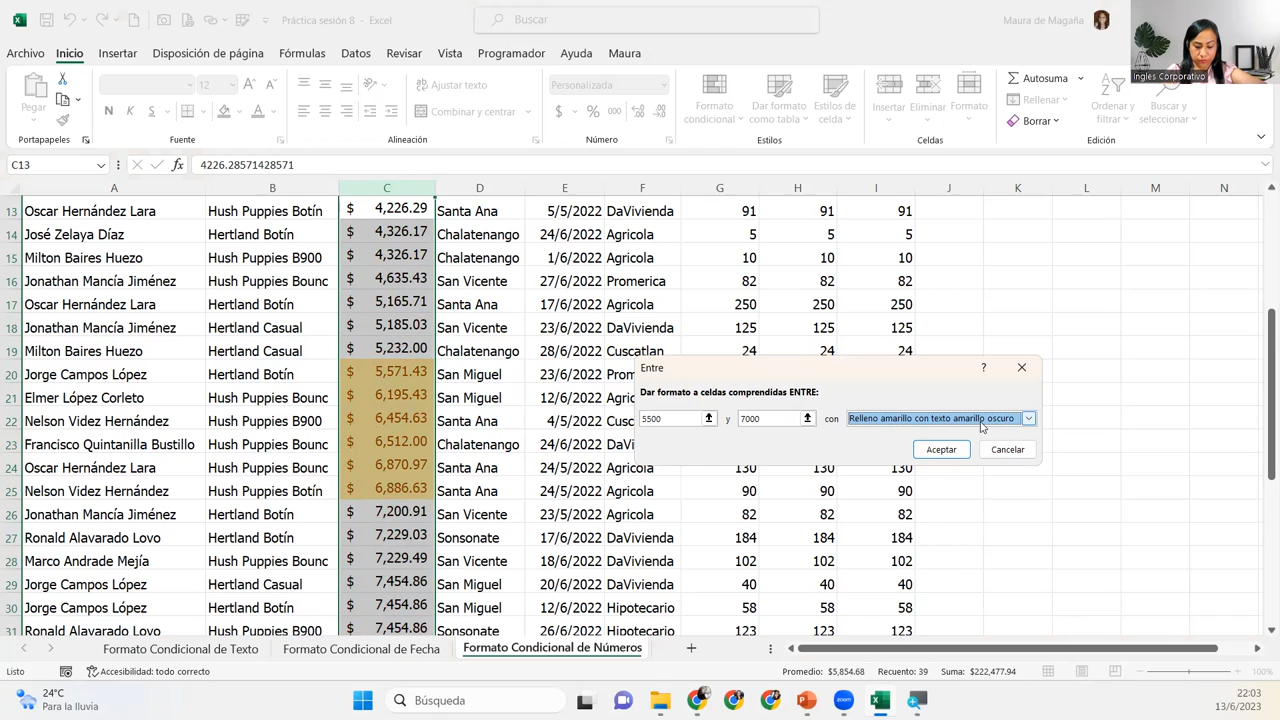 Práctica sesión 8 - Excel
Buscar
Maura de Magaña
Archivo Inicio Insertar Disposición de página Fórmulas Datos Revisar Vista Programador Ayuda Maura
Ingles Corporativo
Pegar
12
N K S
Ajustar texto
Combinar y centrar
Personalizada
$ % 000
Formato condicional
Dar formato como tabla
Estilos de celda
Insertar Eliminar Formato
Autosuma
Rellenar
Borrar
Ordenar y filtrar
Buscar y seleccionar
Portapapeles Fuente Alineación Número Estilos Celdas Edición
C13 fx 4226.28571428571
A B C D E F G H I J K L M N
13 Oscar Hernández Lara Hush Puppies Botín $ 4,226.29 Santa Ana 5/5/2022 DaVivienda 91 91 91
14 José Zelaya Díaz Hertland Botín $ 4,326.17 Chalatenango 24/6/2022 Agricola 5 5 5
15 Milton Baires Huezo Hush Puppies B900 $ 4,326.17 Chalatenango 1/6/2022 Agricola 10 10 10
16 Jonathan Mancía Jiménez Hush Puppies Bounc $ 4,635.43 San Vicente 27/6/2022 Promerica 82 82 82
17 Oscar Hernández Lara Hertland Botín $ 5,165.71 Santa Ana 17/6/2022 Agricola 250 250 250
18 Jonathan Mancía Jiménez Hertland Casual $ 5,185.03 San Vicente 23/6/2022 DaVivienda 125 125 125
19 Milton Baires Huezo Hertland Casual $ 5,232.00 Chalatenango 28/6/2022 Cuscatlan 24 24 24
20 Jorge Campos López Hertland Botín $ 5,571.43 San Miguel 23/6/2022 Prom
21 Elmer López Corleto Hertland Botín $ 6,195.43 San Miguel 27/6/2022 DaVi
22 Nelson Videz Hernández Hush Puppies B900 $ 6,454.63 Santa Ana 4/5/2022 Cusc
23 Francisco Quintanilla Bustillo Hush Puppies Bounc $ 6,512.00 Chalatenango 24/6/2022
24 Oscar Hernández Lara Hush Puppies Bounc $ 6,870.97 Santa Ana 24/5/2022 Agricola 130 130 130
25 Nelson Videz Hernández Hush Puppies Botín $ 6,886.63 Santa Ana 24/5/2022 Agricola 90 90 90
26 Jonathan Mancía Jiménez Hertland Botín $ 7,200.91 San Vicente 23/5/2022 Agricola 82 82 82
27 Ronald Alavarado Lovo Hertland Botín $ 7,229.03 Sonsonate 17/6/2022 DaVivienda 184 184 184
28 Marco Andrade Mejía Hush Puppies Bounc $ 7,229.49 San Vicente 21/6/2022 DaVivienda 102 102 102
29 Jorge Campos López Hertland Casual $ 7,454.86 San Miguel 20/6/2022 DaVivienda 40 40 40
30 Jorge Campos López Hertland Botín $ 7,454.86 San Miguel 12/6/2022 Hipotecario 58 58 58
31 Ronald Alavarado Lovo Hush Puppies B900 $ 7,454.86 Sonsonate 26/6/2022 Hipotecario 123 123 123
Entre ?
Dar formato a celdas comprendidas ENTRE:
5500 y 7000 con Relleno amarillo con texto amarillo oscuro
Aceptar Cancelar
Formato Condicional de Texto Formato Condicional de Fecha Formato Condicional de Números
Listo Accesibilidad: todo correcto Promedio: $5,854.68 Recuento: 39 Suma: $222,477.94 100%
24°C
Para la lluvia
Búsqueda
zoom
22:03
13/6/2023